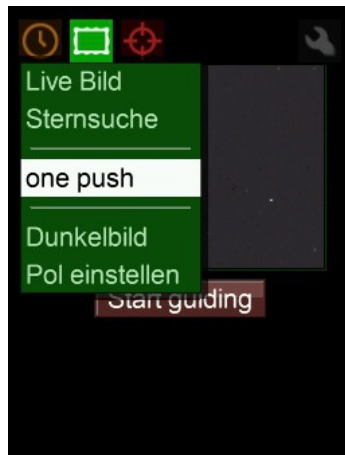 Live Bild
Sternsuche
one push
Dunkelbild
Pol einstellen
Start guiding